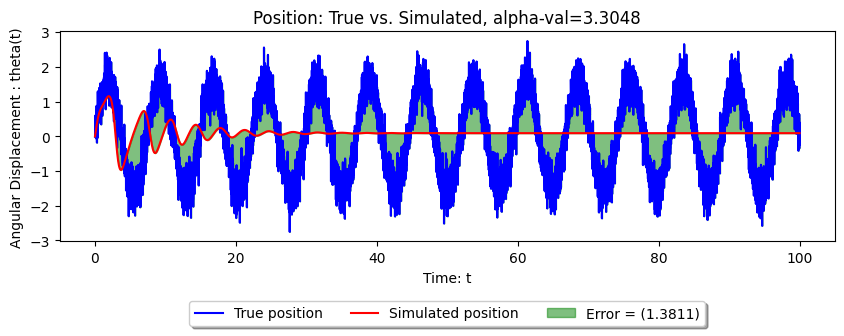 Position: True vs. Simulated, alpha-val=3.3048
Angular Displacement : theta(t)
3
2
1
0
−1
−2
−3
0 20 40 60 80 100
Time: t
True position Simulated position Error = (1.3811)